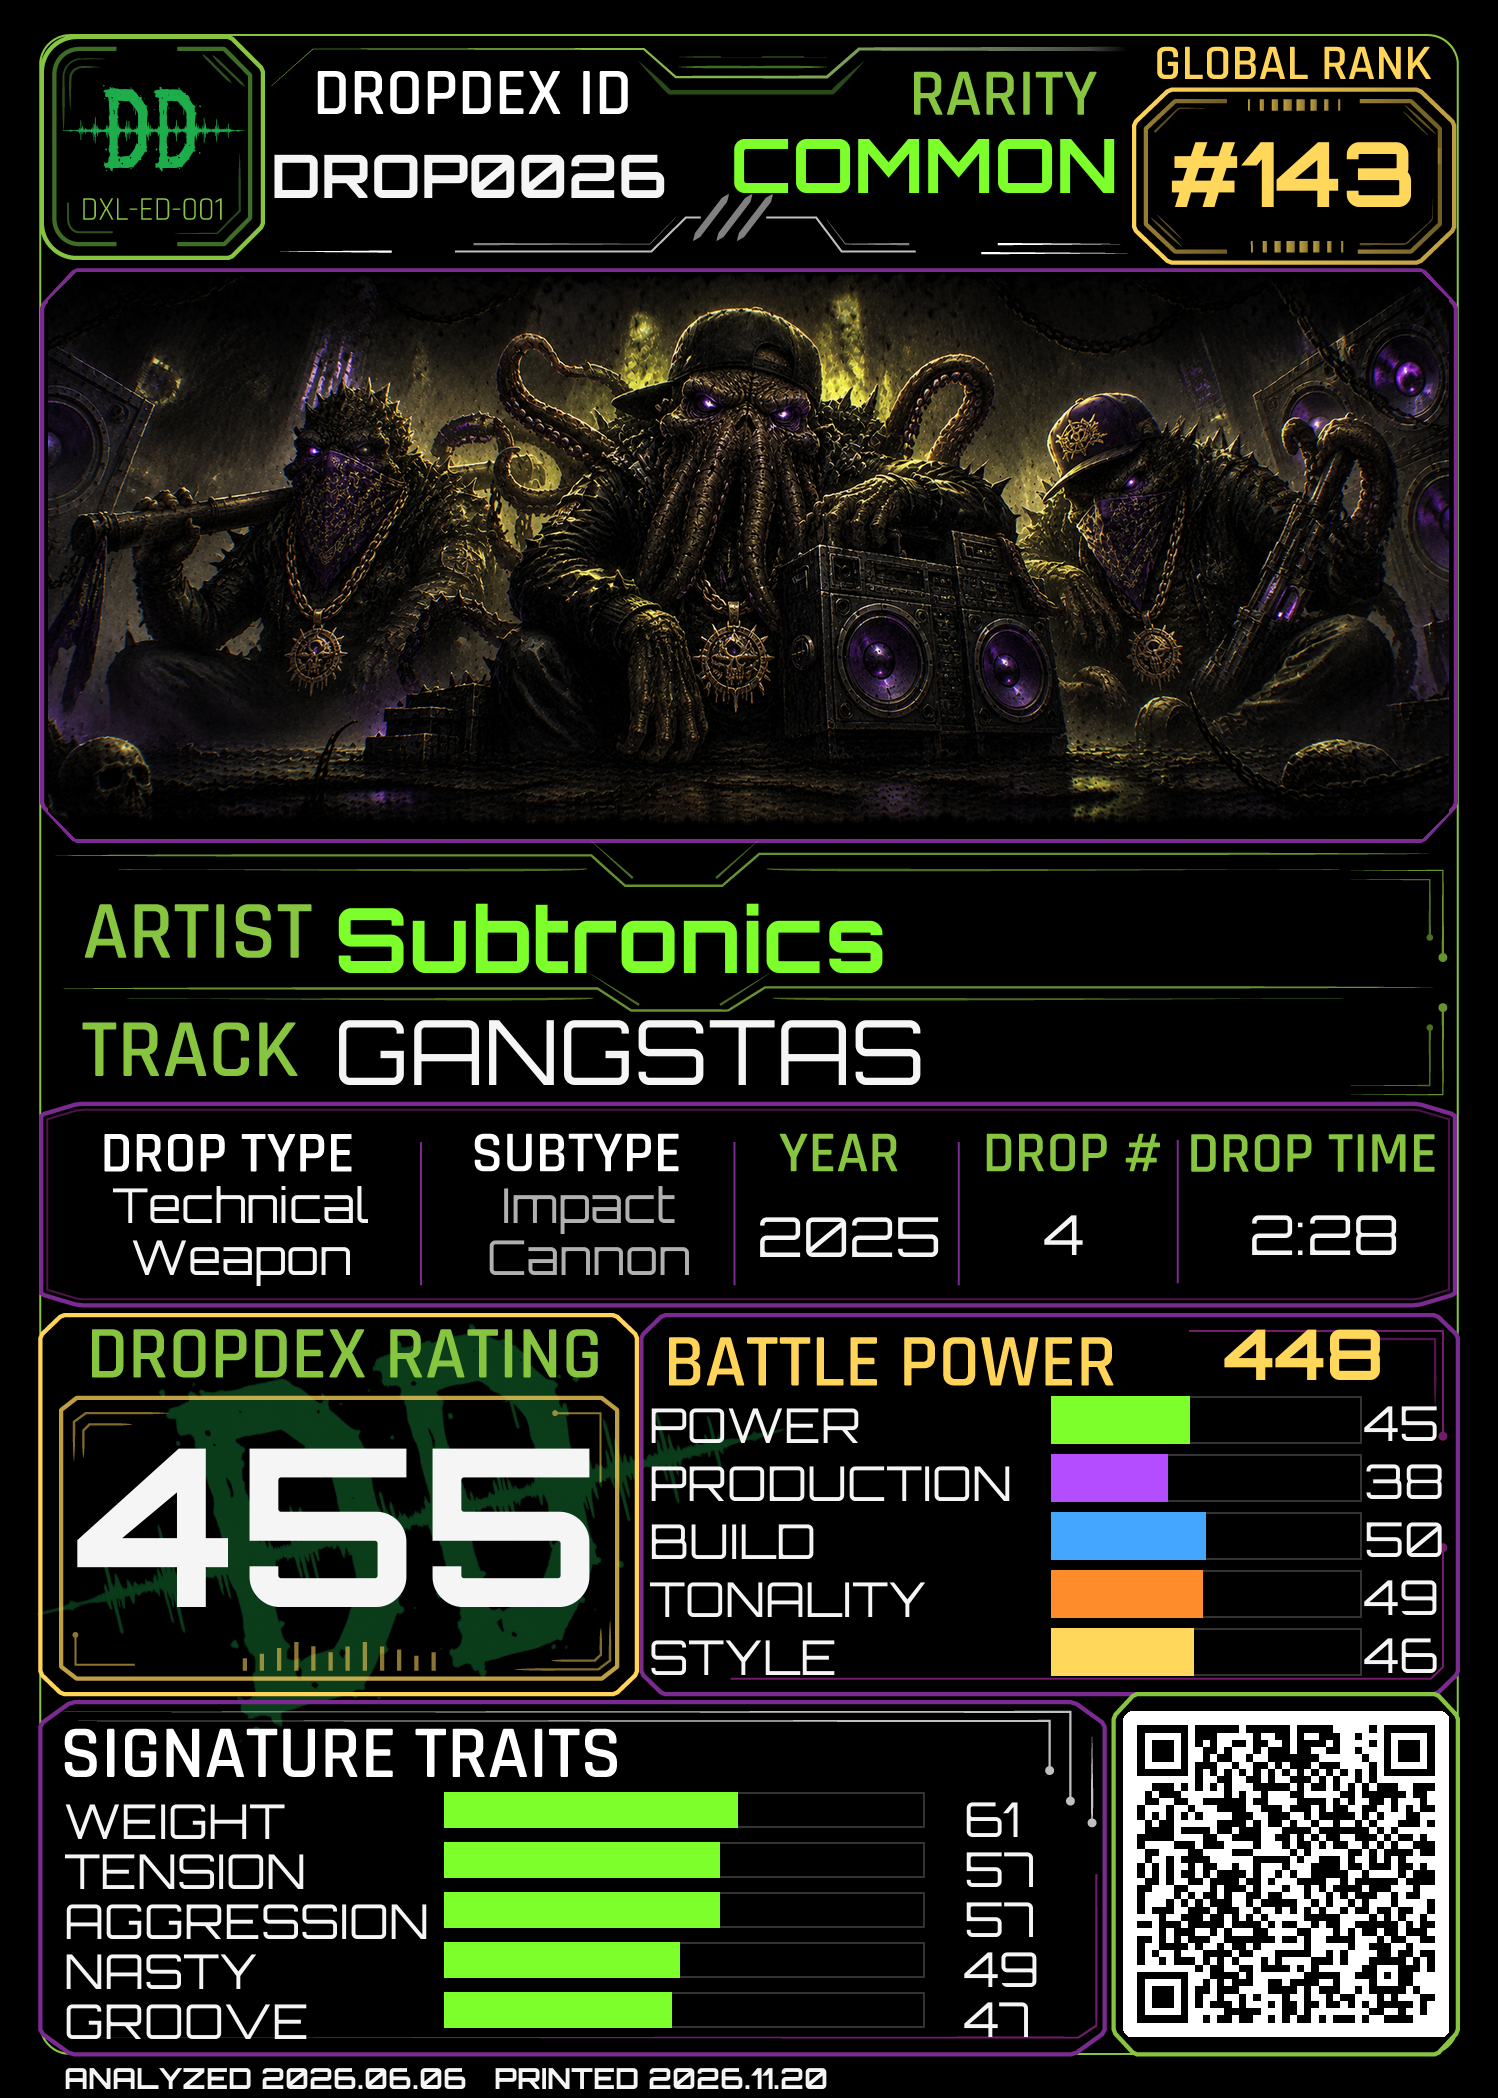 DD
DXL-ED-001
DROPDEX ID
DROP0026
RARITY
COMMON
GLOBAL RANK
#143
ARTIST Subtronics
TRACK GANGSTAS
DROP TYPE
Technical
Weapon
SUBTYPE
Impact
Cannon
YEAR
2025
DROP #
4
DROP TIME
2:28
DROPDEX RATING
455
BATTLE POWER 448
POWER 45
PRODUCTION 38
BUILD 50
TONALITY 49
STYLE 46
SIGNATURE TRAITS
WEIGHT 61
TENSION 57
AGGRESSION 57
NASTY 49
GROOVE 47
ANALYZED 2026.06.06 PRINTED 2026.11.20